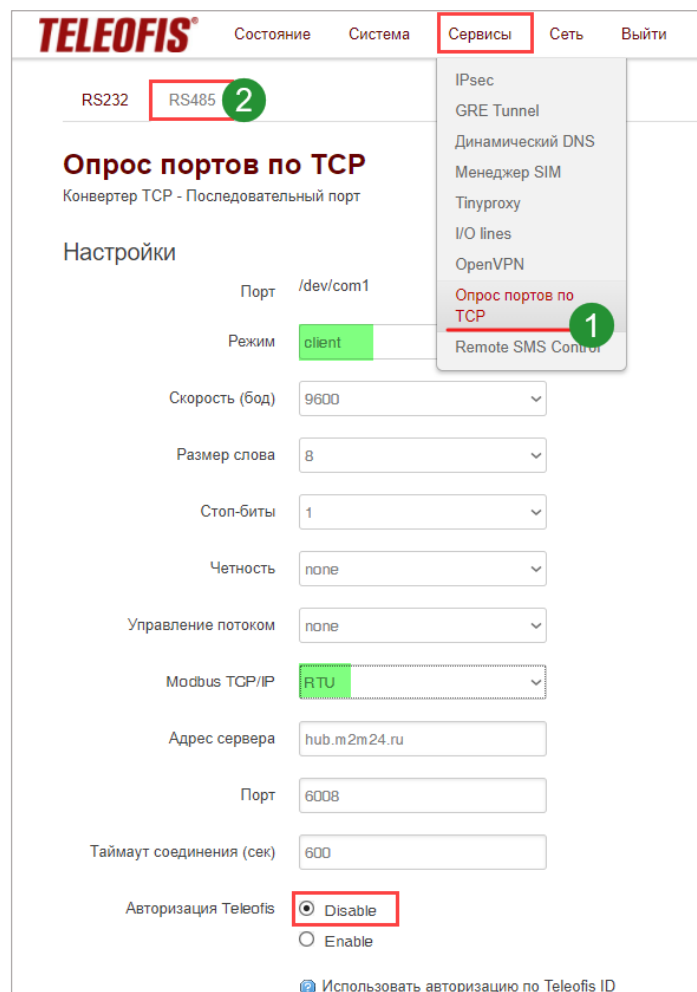 TELEOFIS®
Состояние
Система
Сервисы
Сеть
Выйти
IPsec
GRE Tunnel
Динамический DNS
Менеджер SIM
Tinyproxy
I/O lines
OpenVPN
Опрос портов по
TCP
1
Remote SMS Control
RS232
RS485
2
Опрос портов по TCP
Конвертер TCP - Последовательный порт
Настройки
Порт /dev/com1
Режим client
Скорость (бод) 9600
Размер слова 8
Стоп-биты 1
Четность none
Управление потоком none
Modbus TCP/IP RTU
Адрес сервера hub.m2m24.ru
Порт 6008
Таймаут соединения (сек) 600
Авторизация Teleofis Disable
Enable
Использовать авторизацию по Teleofis ID